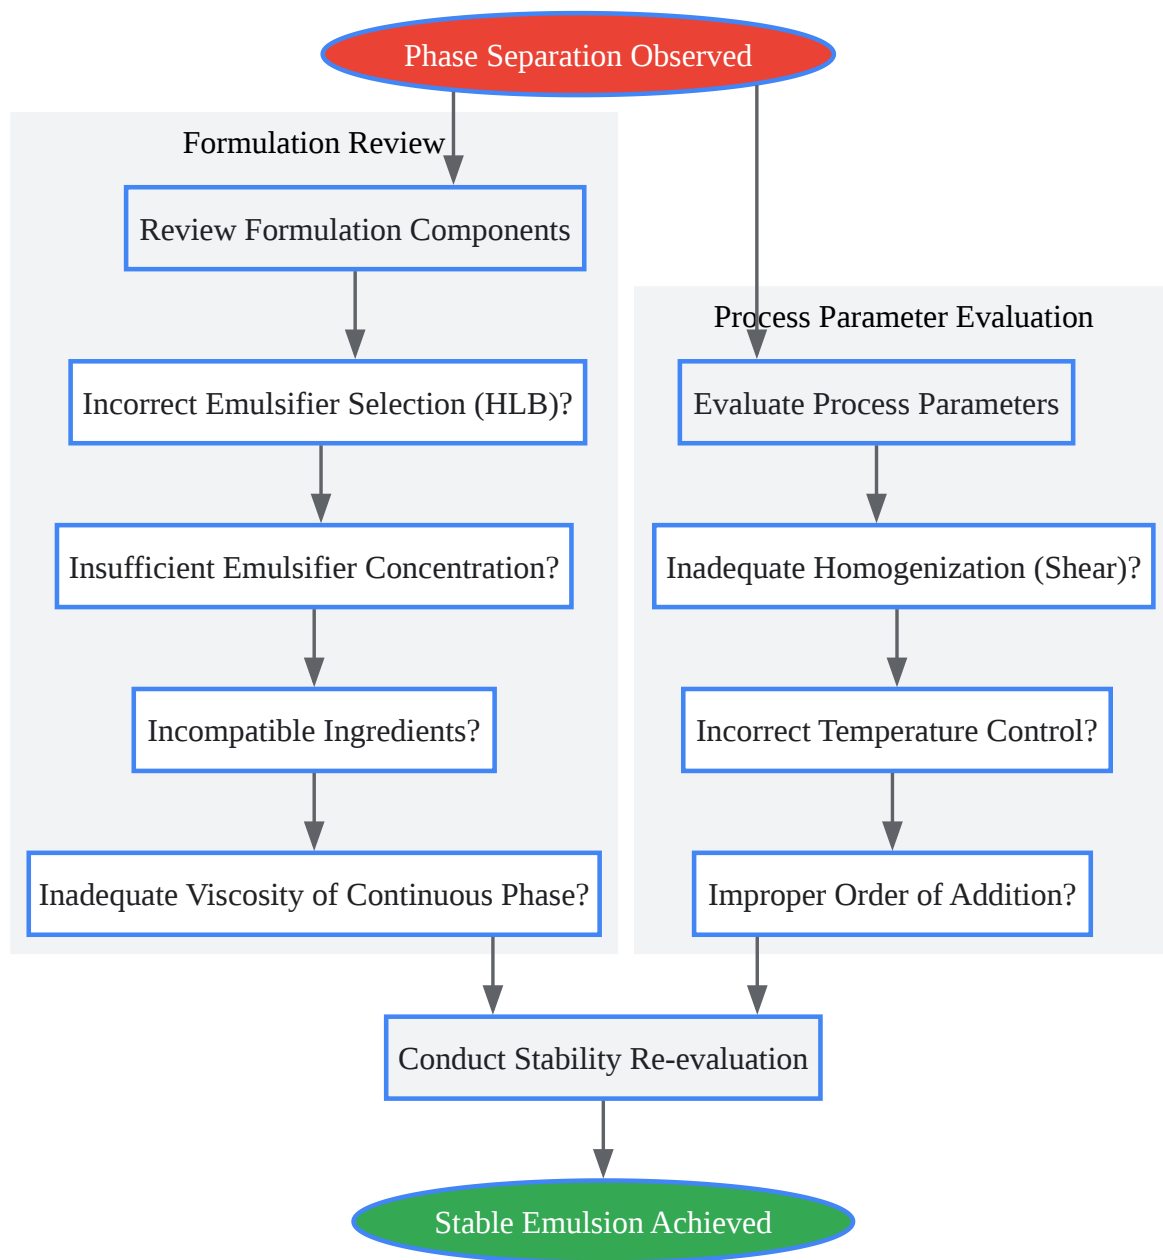 Phase Separation Observed
Formulation Review
Review Formulation Components
Incorrect Emulsifier Selection (HLB)?
Insufficient Emulsifier Concentration?
Incompatible Ingredients?
Inadequate Viscosity of Continuous Phase?
Process Parameter Evaluation
Evaluate Process Parameters
Inadequate Homogenization (Shear)?
Incorrect Temperature Control?
Improper Order of Addition?
Conduct Stability Re-evaluation
Stable Emulsion Achieved